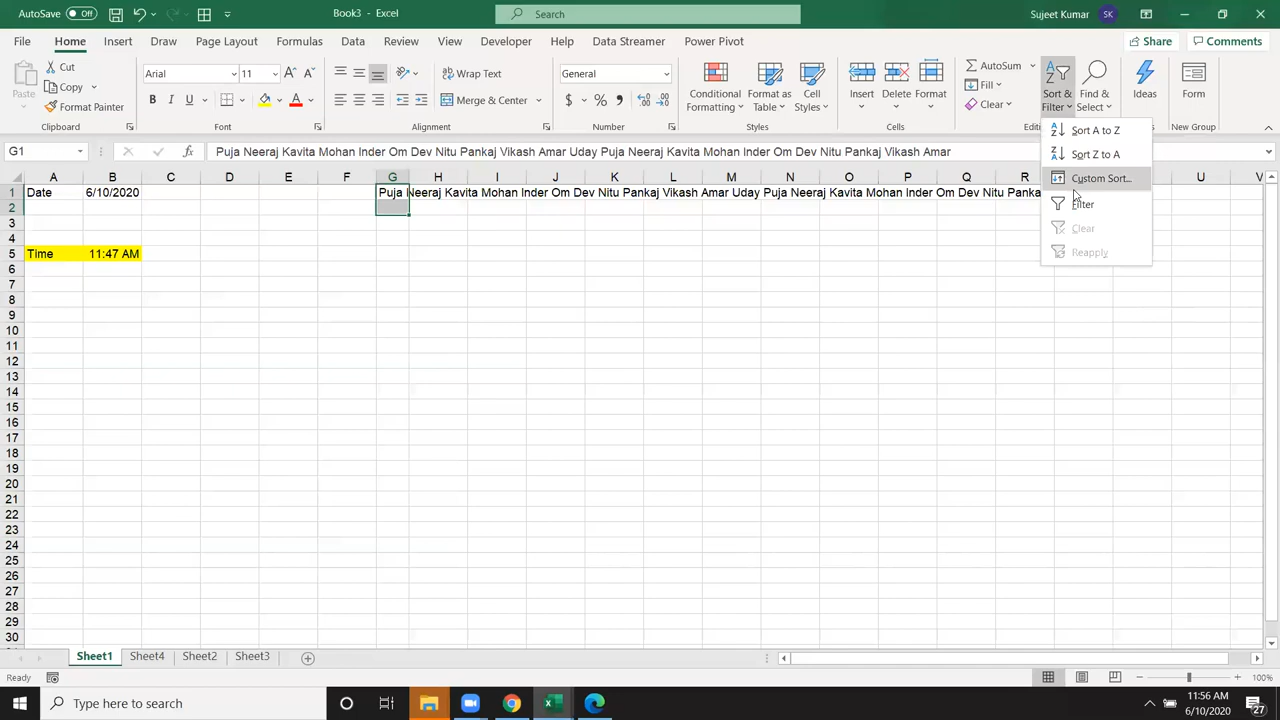 AutoSave Off Book3 - Excel Search Sujeet Kumar SK
File Home Insert Draw Page Layout Formulas Data Review View Developer Help Data Streamer Power Pivot Share Comments
Paste Cut Copy Format Painter Clipboard
Arial 11 A A B I U A Font
Wrap Text Merge & Center Alignment
General $ % , Number
Conditional Formatting Format as Table Cell Styles Styles
Insert Delete Format Cells
AutoSum Fill Clear Sort & Filter Find & Select Editi
Ideas Form New Group
Sort A to Z
Sort Z to A
Custom Sort...
Filter
Clear
Reapply
G1 fx Puja Neeraj Kavita Mohan Inder Om Dev Nitu Pankaj Vikash Amar Uday Puja Neeraj Kavita Mohan Inder Om Dev Nitu Pankaj Vikash Amar
A B C D E F G H I J K L M N O P Q R U V
1 Date 6/10/2020 Puja Neeraj Kavita Mohan Inder Om Dev Nitu Pankaj Vikash Amar Uday Puja Neeraj Kavita Mohan Inder Om Dev Nitu Panka
2
3
4
5 Time 11:47 AM
6
7
8
9
10
11
12
13
14
15
16
17
18
19
20
21
22
23
24
25
26
27
28
29
30
Sheet1 Sheet4 Sheet2 Sheet3
Ready 100%
Type here to search 11:56 AM
6/10/2020 27